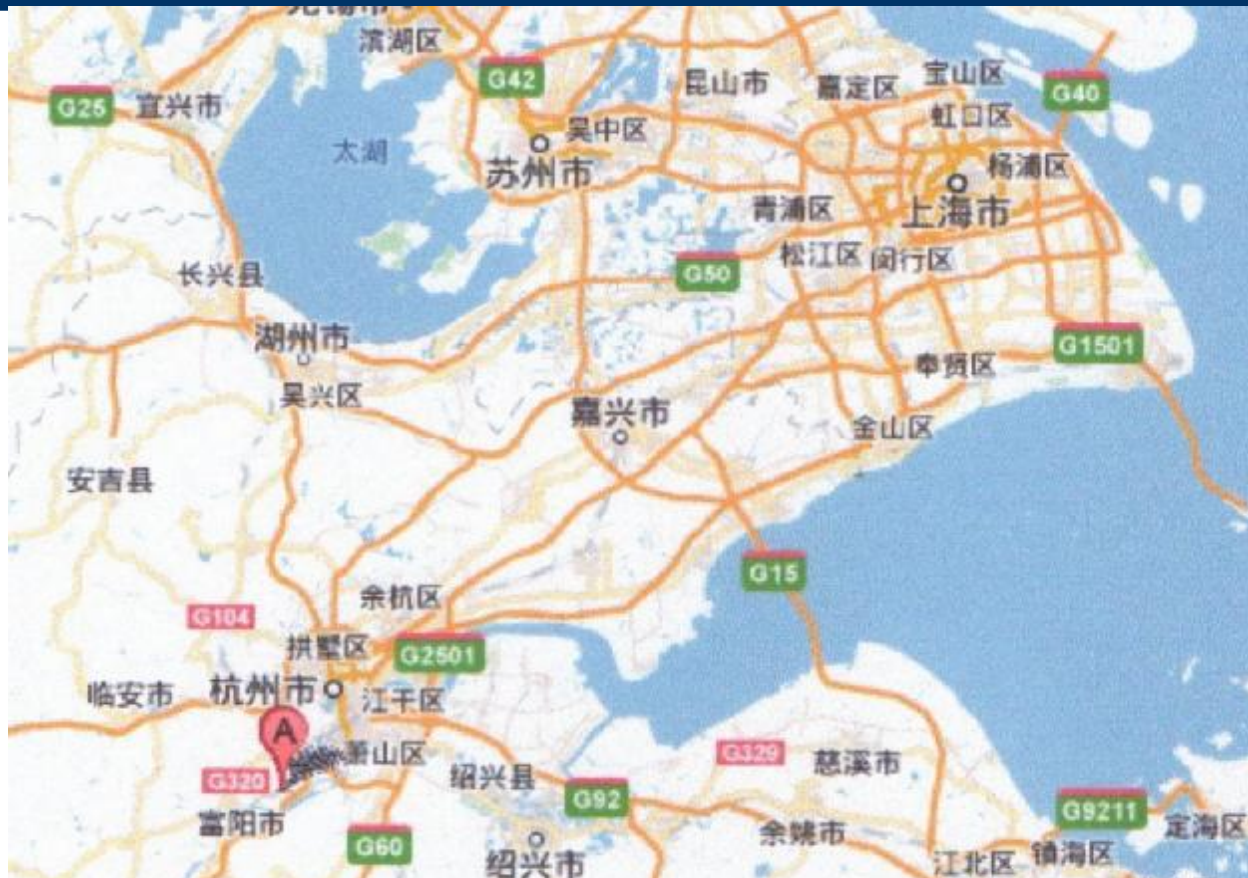 无锡市
滨湖区
G42
昆山市
嘉定区
宝山区
G40
G25
宜兴市
虹口区
吴中区
太湖
苏州市
杨浦区
上海市
青浦区
松江区
闵行区
G50
长兴县
湖州市
G1501
奉贤区
吴兴区
嘉兴市
金山区
安吉县
G15
余杭区
G104
拱墅区
G2501
临安市
杭州市
江干区
A
萧山区
G320
绍兴县
G329
慈溪市
富阳市
G92
G9211
定海区
G60
余姚市
绍兴市
江北区
镇海区